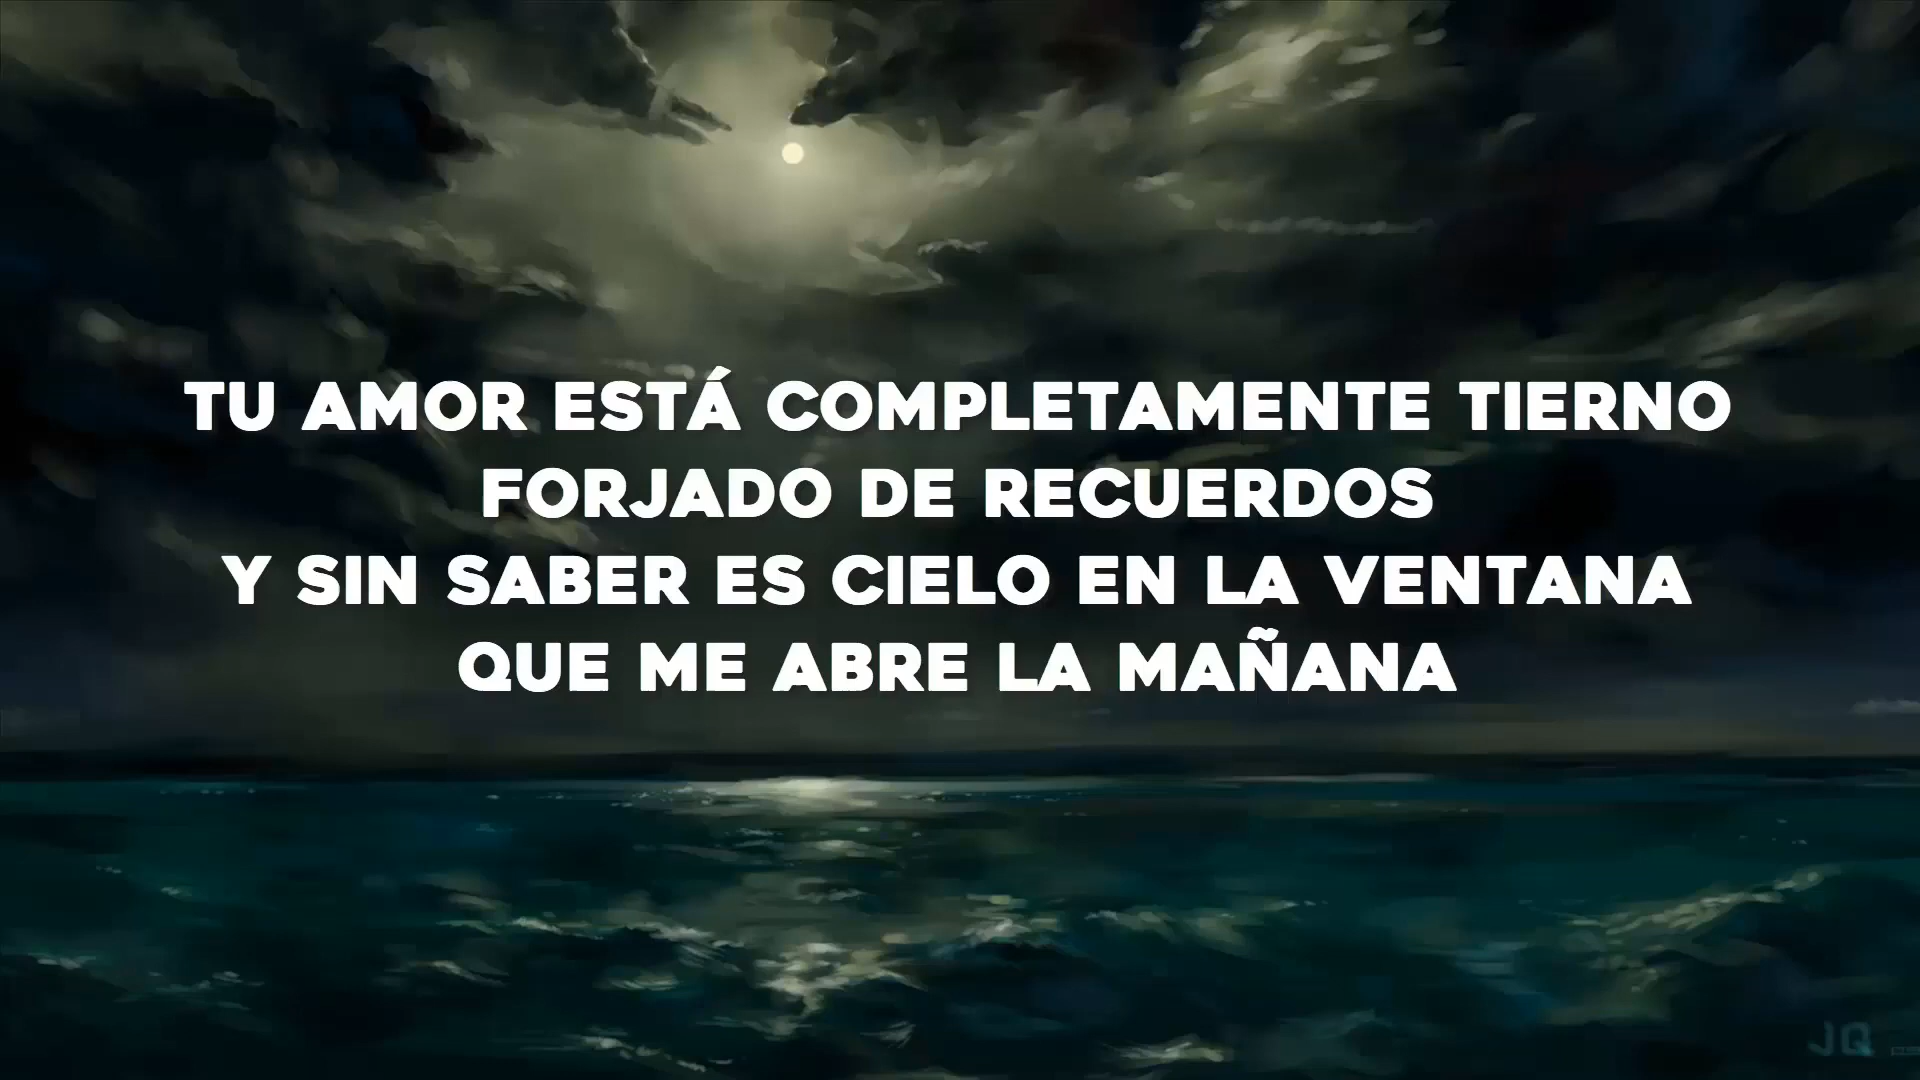 TU AMOR ESTÁ COMPLETAMENTE TIERNO
FORJADO DE RECUERDOS
Y SIN SABER ES CIELO EN LA VENTANA
QUE ME ABRE LA MAÑANA
JQ